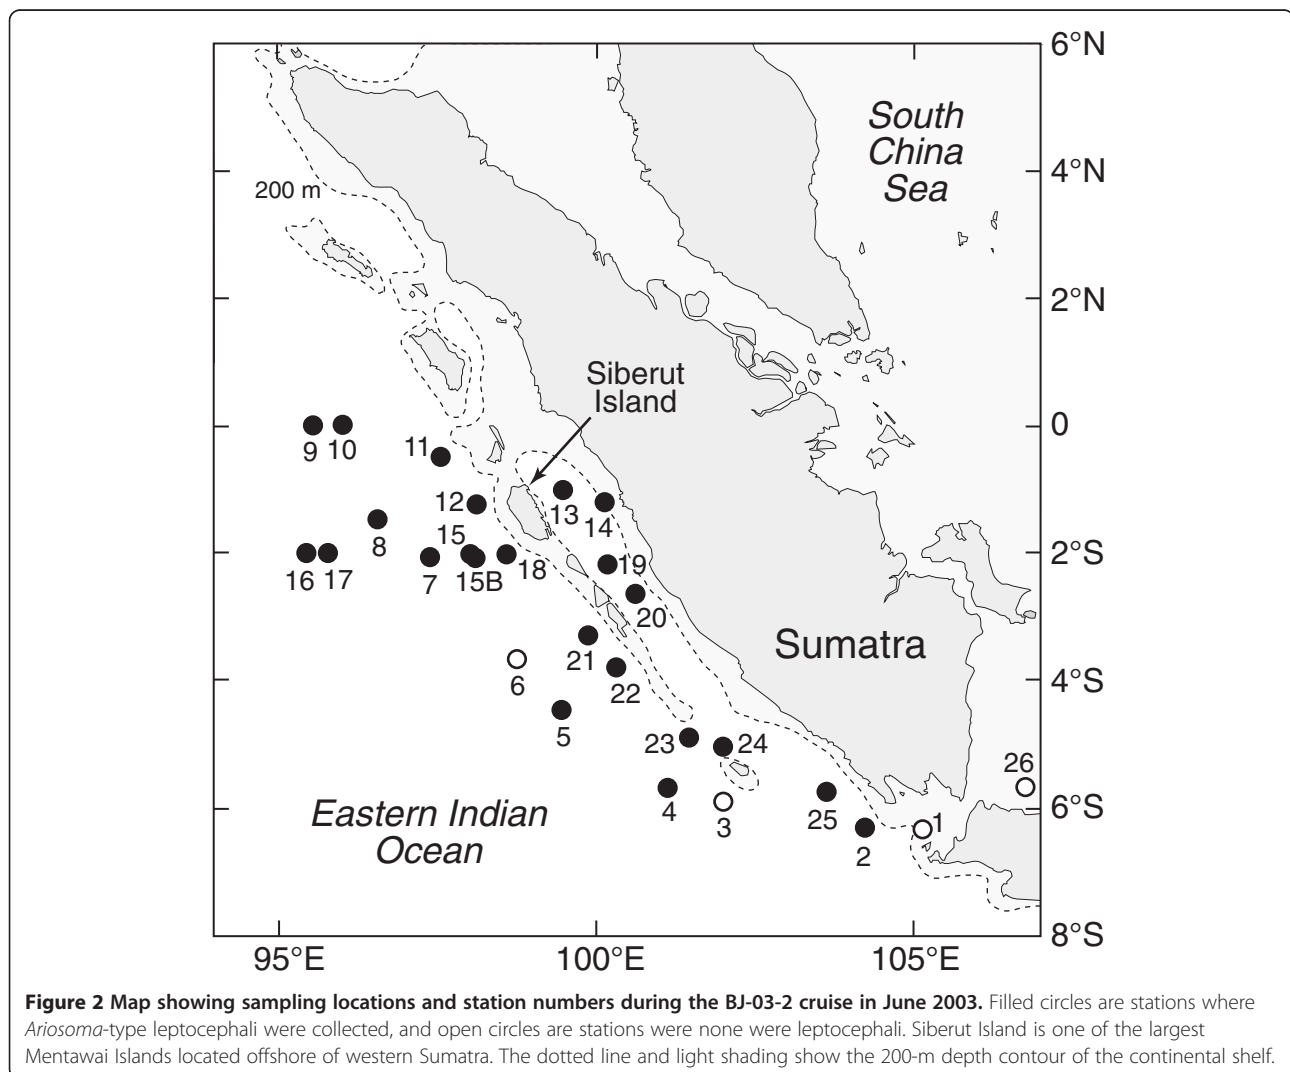 6°N
South
China
Sea
4°N
200 m
2°N
Siberut
Island
0
9
10
11
12
13
14
8
15
2°S
16
17
7
15B
18
19
20
Sumatra
21
6
22
4°S
5
23
24
26
Eastern Indian
Ocean
4
3
25
6°S
1
2
8°S
95°E
100°E
105°E
Figure 2 Map showing sampling locations and station numbers during the BJ-03-2 cruise in June 2003. Filled circles are stations where
Ariosoma-type leptocephali were collected, and open circles are stations were none were leptocephali. Siberut Island is one of the largest
Mentawai Islands located offshore of western Sumatra. The dotted line and light shading show the 200-m depth contour of the continental shelf.